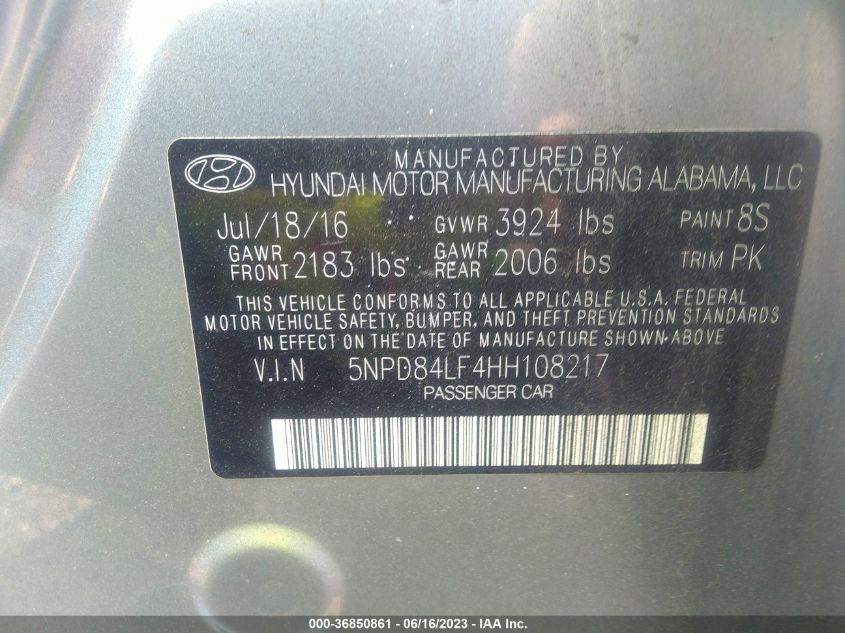 MANUFACTURED BY
HYUNDAI MOTOR MANUFACTURING ALABAMA, LLC
Jul/18/16 GVWR 3924 lbs PAINT 8S
GAWR FRONT 2183 lbs GAWR REAR 2006 lbs TRIM PK
THIS VEHICLE CONFORMS TO ALL APPLICABLE U.S.A. FEDERAL
MOTOR VEHICLE SAFETY, BUMPER, AND THEFT PREVENTION STANDARDS
IN EFFECT ON THE DATE OF MANUFACTURE SHOWN ABOVE
V.I.N 5NPD84LF4HH108217
PASSENGER CAR
000-36850861 - 06/16/2023 - IAA Inc.